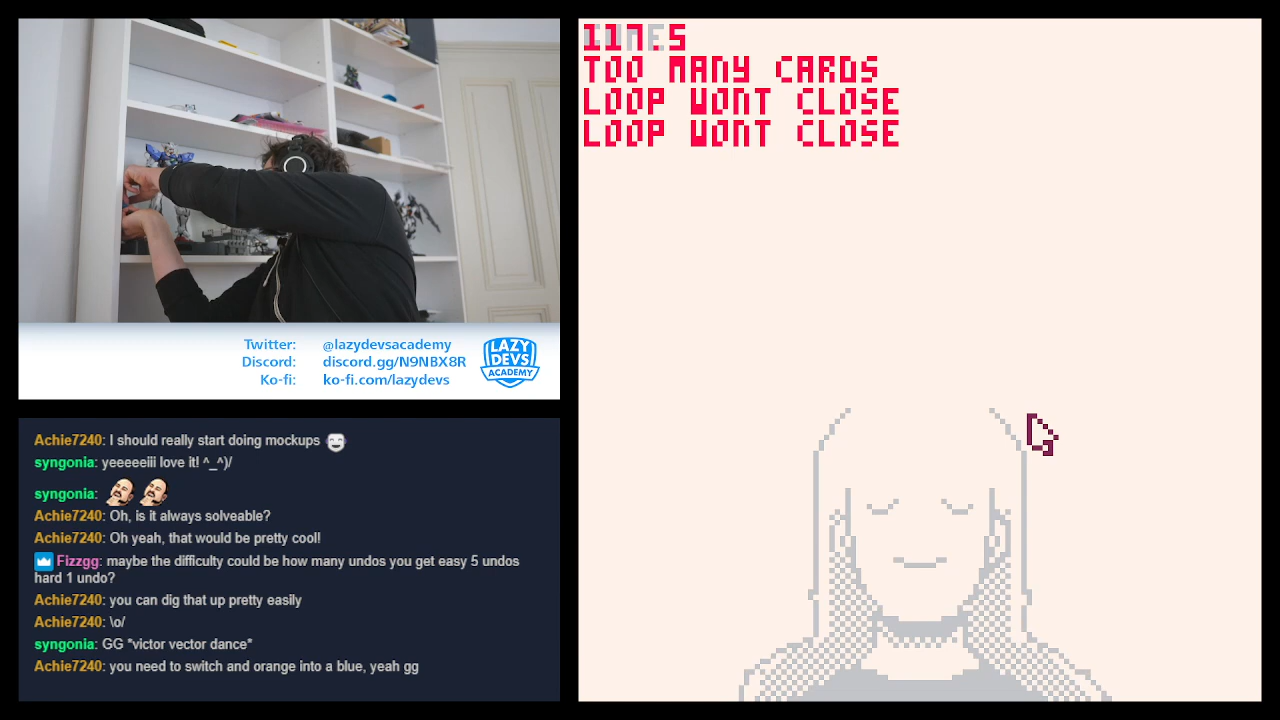 Twitter: @lazydevsacademy
Discord: discord.gg/N9NBX8R
Ko-fi: ko-fi.com/lazydevs
LAZY
DEVS
ACADEMY
Achie7240: I should really start doing mockups
syngonia: yeeeeeiii love it! ^_^)/
syngonia:
Achie7240: Oh, is it always solveable?
Achie7240: Oh yeah, that would be pretty cool!
Fizzgg: maybe the difficulty could be how many undos you get easy 5 undos
hard 1 undo?
Achie7240: you can dig that up pretty easily
Achie7240: \o/
syngonia: GG *victor vector dance*
Achie7240: you need to switch and orange into a blue, yeah gg
117.5
TOO MANY CARDS
LOOP WONT CLOSE
LOOP WONT CLOSE